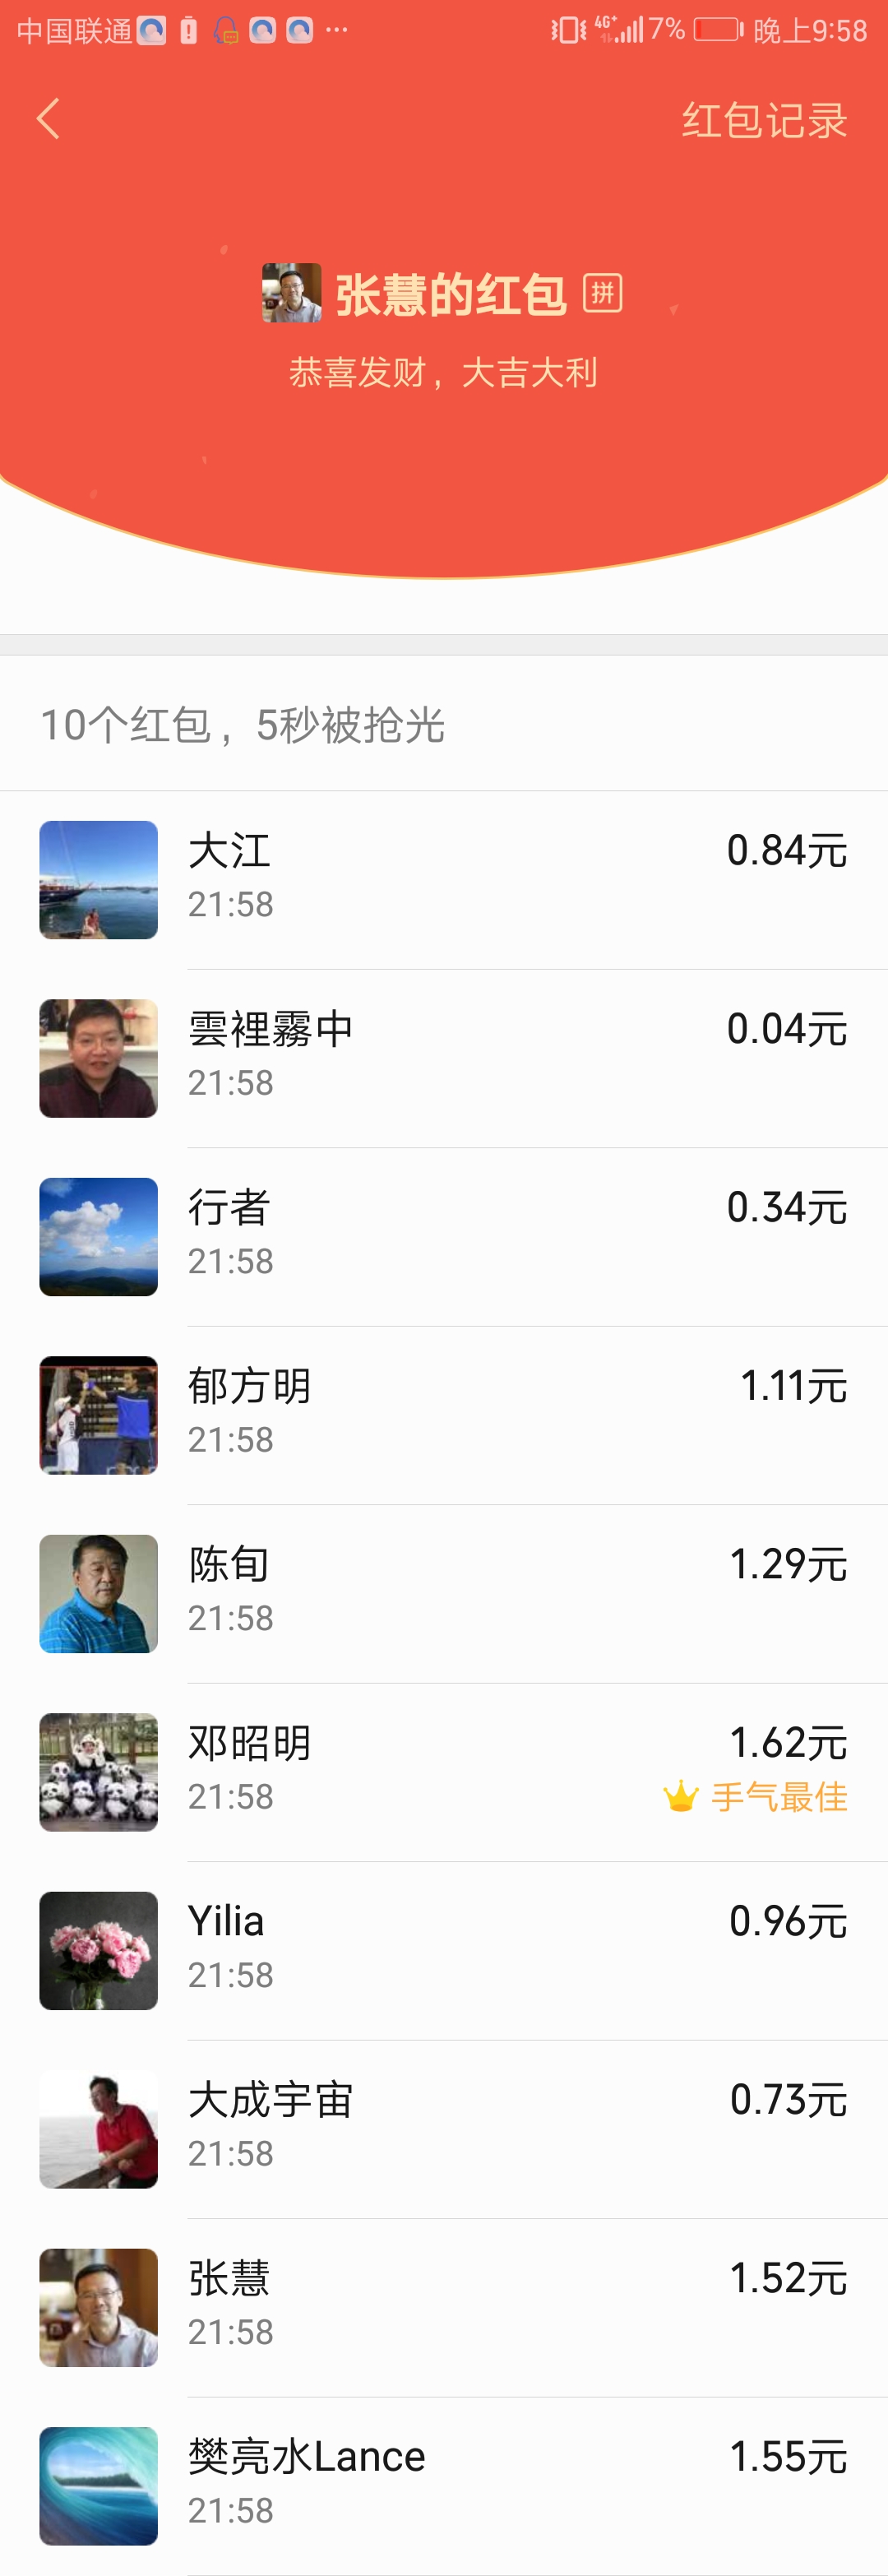 中国联通 4G+ 7% 晚上9:58
红包记录
张慧的红包 拼
恭喜发财，大吉大利
10个红包，5秒被抢光
大江 0.84元
21:58
雲裡霧中 0.04元
21:58
行者 0.34元
21:58
郁方明 1.11元
21:58
陈旬 1.29元
21:58
邓昭明 1.62元
21:58 手气最佳
Yilia 0.96元
21:58
大成宇宙 0.73元
21:58
张慧 1.52元
21:58
樊亮水Lance 1.55元
21:58